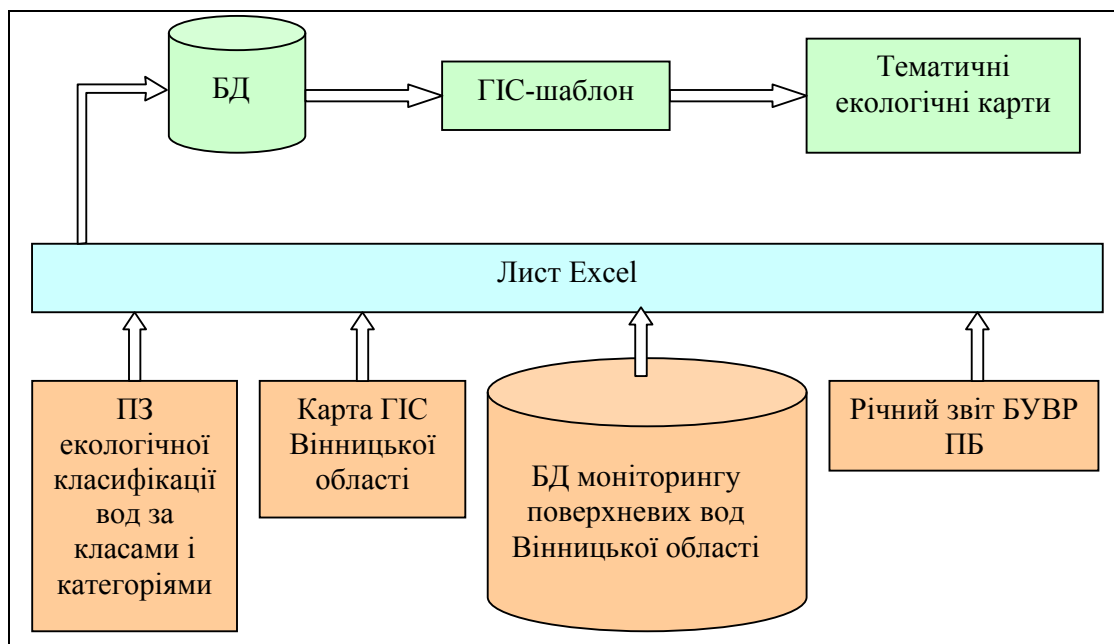 БД
ГІС-шаблон
Тематичні
екологічні карти
Лист Excel
ПЗ
екологічної
класифікації
вод за
класами і
категоріями
Карта ГІС
Вінницької
області
БД моніторингу
поверхневих вод
Вінницької області
Річний звіт БУВР
ПБ